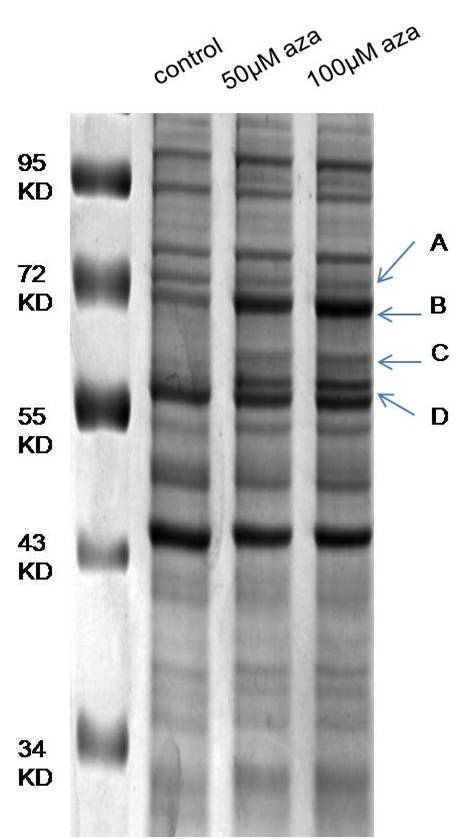 control 50µM aza 100µM aza
95
KD
A
72
KD
B
C
55
KD
D
43
KD
34
KD